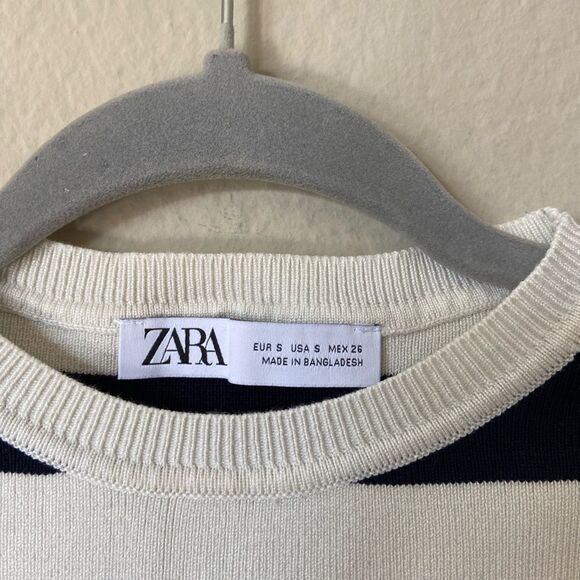 ZARA
EUR S USA S MEX 26
MADE IN BANGLADESH